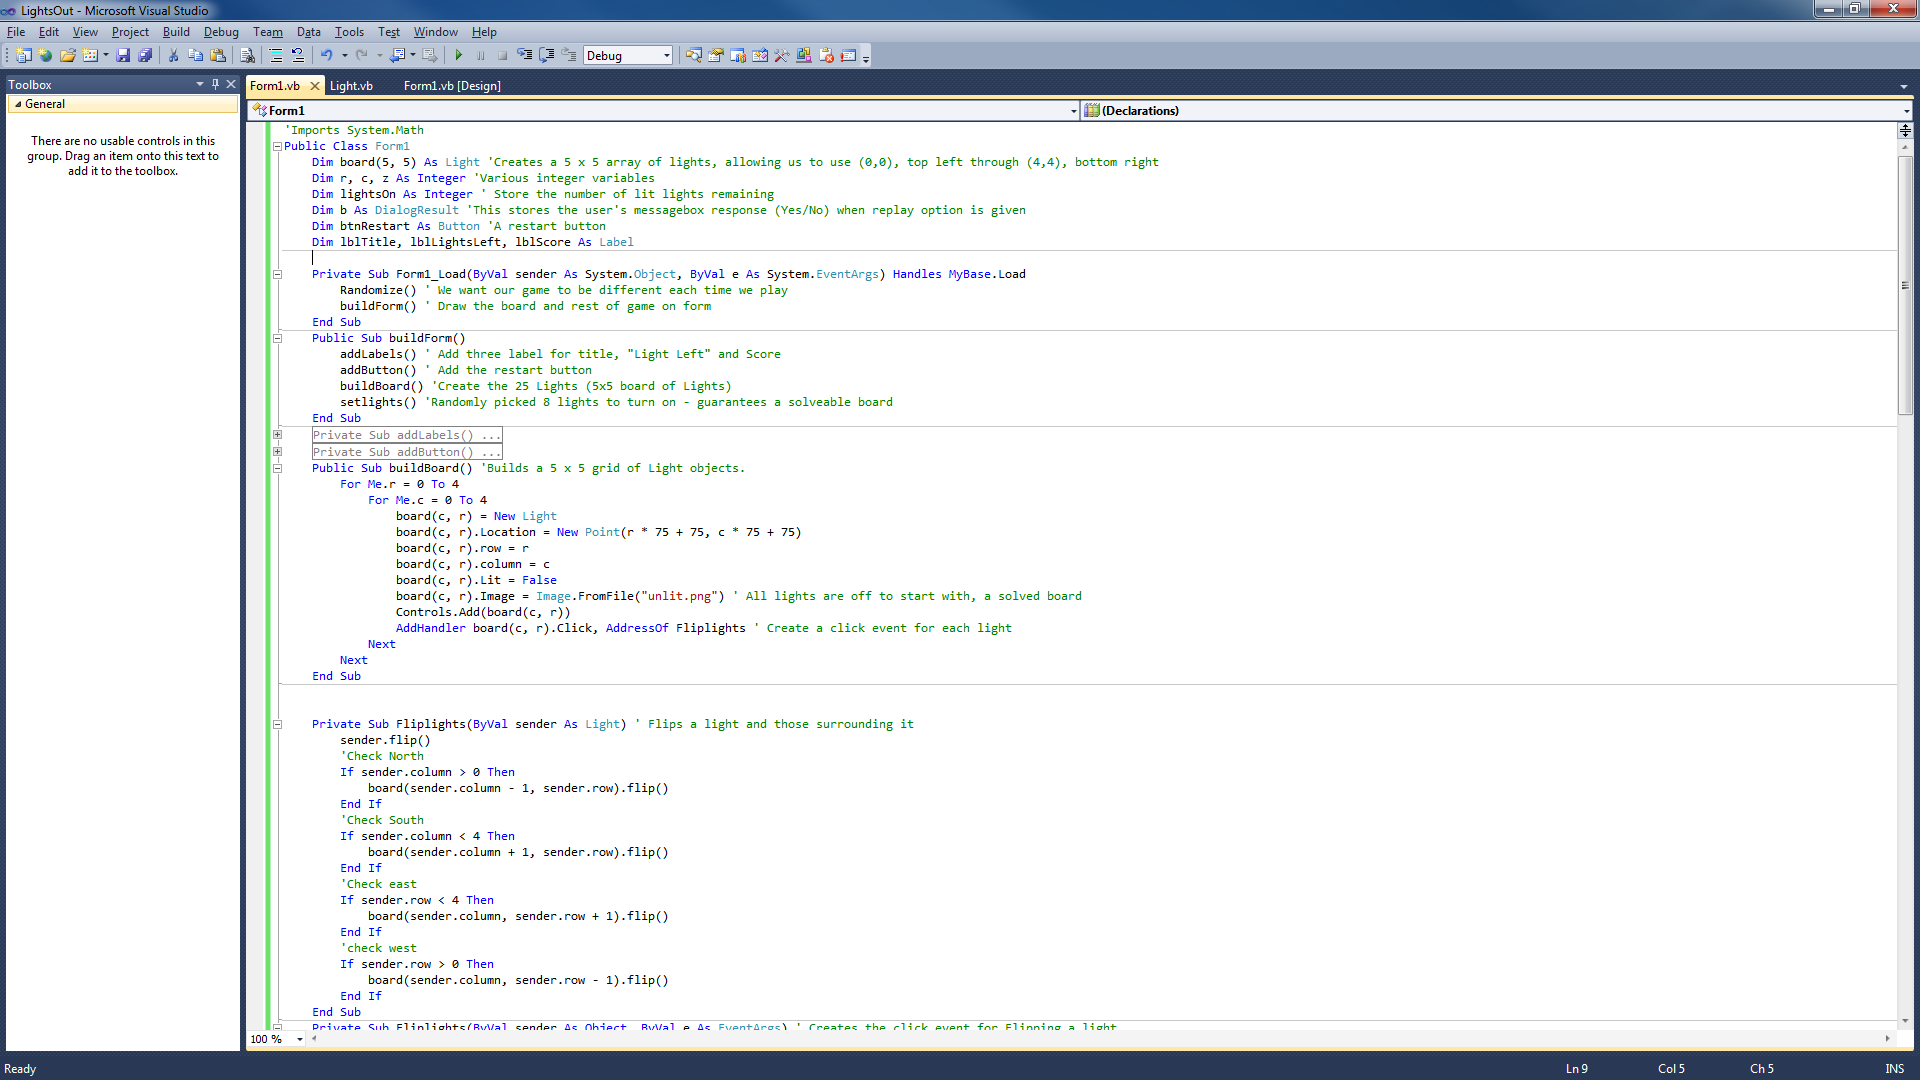 LightsOut - Microsoft Visual Studio
File Edit View Project Build Debug Team Data Tools Test Window Help
Debug
Toolbox
General
There are no usable controls in this
group. Drag an item onto this text to
add it to the toolbox.
Form1.vb Light.vb Form1.vb [Design]
Form1 (Declarations)
'Imports System.Math
Public Class Form1
Dim board(5, 5) As Light 'Creates a 5 x 5 array of lights, allowing us to use (0,0), top left through (4,4), bottom right
Dim r, c, z As Integer 'Various integer variables
Dim lightsOn As Integer ' Store the number of lit lights remaining
Dim b As DialogResult 'This stores the user's messagebox response (Yes/No) when replay option is given
Dim btnRestart As Button 'A restart button
Dim lblTitle, lblLightsLeft, lblScore As Label
Private Sub Form1_Load(ByVal sender As System.Object, ByVal e As System.EventArgs) Handles MyBase.Load
Randomize() ' We want our game to be different each time we play
buildForm() ' Draw the board and rest of game on form
End Sub
Public Sub buildForm()
addLabels() ' Add three label for title, "Light Left" and Score
addButton() ' Add the restart button
buildBoard() 'Create the 25 Lights (5x5 board of Lights)
setlights() 'Randomly picked 8 lights to turn on - guarantees a solveable board
End Sub
Private Sub addLabels() ...
Private Sub addButton() ...
Public Sub buildBoard() 'Builds a 5 x 5 grid of Light objects.
For Me.r = 0 To 4
For Me.c = 0 To 4
board(c, r) = New Light
board(c, r).Location = New Point(r * 75 + 75, c * 75 + 75)
board(c, r).row = r
board(c, r).column = c
board(c, r).Lit = False
board(c, r).Image = Image.FromFile("unlit.png") ' All lights are off to start with, a solved board
Controls.Add(board(c, r))
AddHandler board(c, r).Click, AddressOf Fliplights ' Create a click event for each light
Next
Next
End Sub
Private Sub Fliplights(ByVal sender As Light) ' Flips a light and those surrounding it
sender.flip()
'Check North
If sender.column > 0 Then
board(sender.column - 1, sender.row).flip()
End If
'Check South
If sender.column < 4 Then
board(sender.column + 1, sender.row).flip()
End If
'Check east
If sender.row < 4 Then
board(sender.column, sender.row + 1).flip()
End If
'check west
If sender.row > 0 Then
board(sender.column, sender.row - 1).flip()
End If
End Sub
Private Sub Fliplights(ByVal sender As Object, ByVal e As EventArgs) ' Creates the click event for Flipping a light
100 %
Ready Ln 9 Col 5 Ch 5 INS